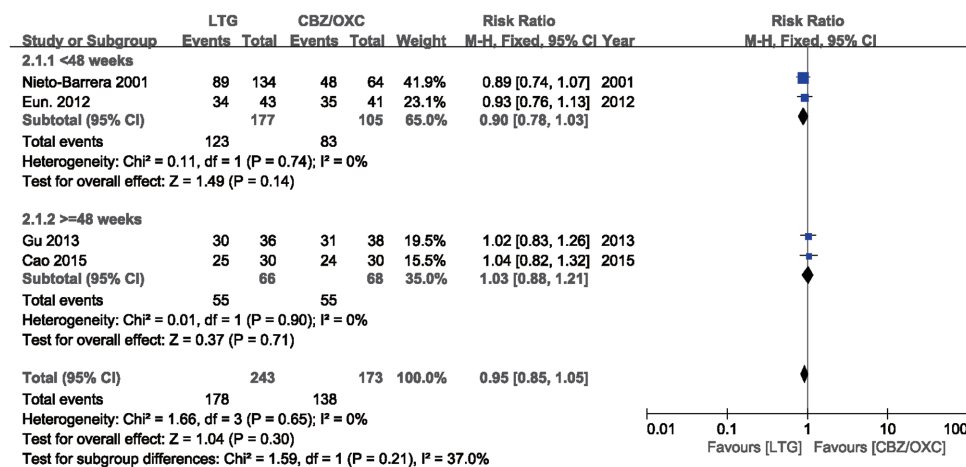 LTG CBZ/OXC Risk Ratio Risk Ratio
Study or Subgroup Events Total Events Total Weight M-H, Fixed, 95% CI Year M-H, Fixed, 95% CI
2.1.1 <48 weeks
Nieto-Barrera 2001 89 134 48 64 41.9% 0.89 [0.74, 1.07] 2001
Eun. 2012 34 43 35 41 23.1% 0.93 [0.76, 1.13] 2012
Subtotal (95% CI) 177 105 65.0% 0.90 [0.78, 1.03]
Total events 123 83
Heterogeneity: Chi² = 0.11, df = 1 (P = 0.74); I² = 0%
Test for overall effect: Z = 1.49 (P = 0.14)
2.1.2 >=48 weeks
Gu 2013 30 36 31 38 19.5% 1.02 [0.83, 1.26] 2013
Cao 2015 25 30 24 30 15.5% 1.04 [0.82, 1.32] 2015
Subtotal (95% CI) 66 68 35.0% 1.03 [0.88, 1.21]
Total events 55 55
Heterogeneity: Chi² = 0.01, df = 1 (P = 0.90); I² = 0%
Test for overall effect: Z = 0.37 (P = 0.71)
Total (95% CI) 243 173 100.0% 0.95 [0.85, 1.05]
Total events 178 138
Heterogeneity: Chi² = 1.66, df = 3 (P = 0.65); I² = 0%
Test for overall effect: Z = 1.04 (P = 0.30)
Test for subgroup differences: Chi² = 1.59, df = 1 (P = 0.21), I² = 37.0%
0.01 0.1 1 10 100
Favours [LTG] Favours [CBZ/OXC]